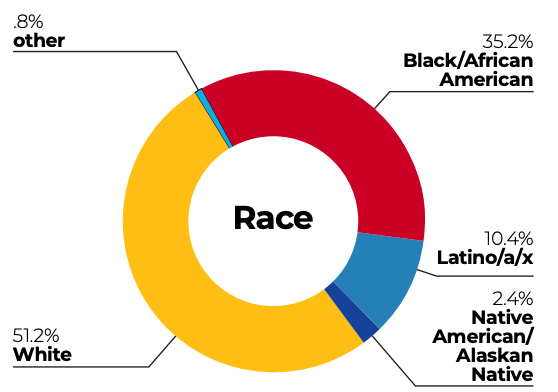 .8%
other
35.2%
Black/African
American
Race
10.4%
Latino/a/x
2.4%
Native
American/
Alaskan
Native
51.2%
White